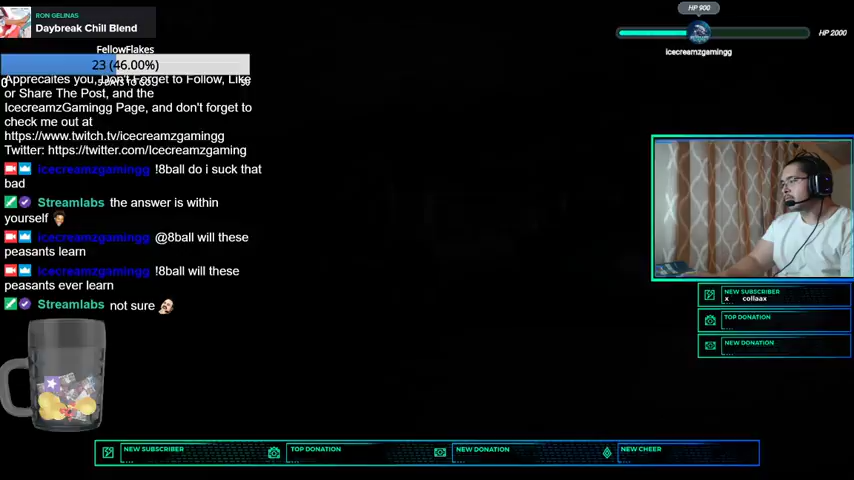 RON GELINAS
Daybreak Chill Blend
HP 900
HP 2000
icecreamzgamingg
FellowFlakes
23 (46.00%)
Apprecaites you, Don't Forget to Follow, Like
or Share The Post, and the
IcecreamzGamingg Page, and don't forget to
check me out at
https://www.twitch.tv/icecreamzgamingg
Twitter: https://twitter.com/Icecreamzgaming
icecreamzgamingg !8ball do i suck that
bad
Streamlabs the answer is within
yourself
icecreamzgamingg @8ball will these
peasants learn
icecreamzgamingg !8ball will these
peasants ever learn
Streamlabs not sure
NEW SUBSCRIBER
x collaax
TOP DONATION
....
NEW DONATION
....
NEW SUBSCRIBER
....
TOP DONATION
....
NEW DONATION
....
NEW CHEER
....